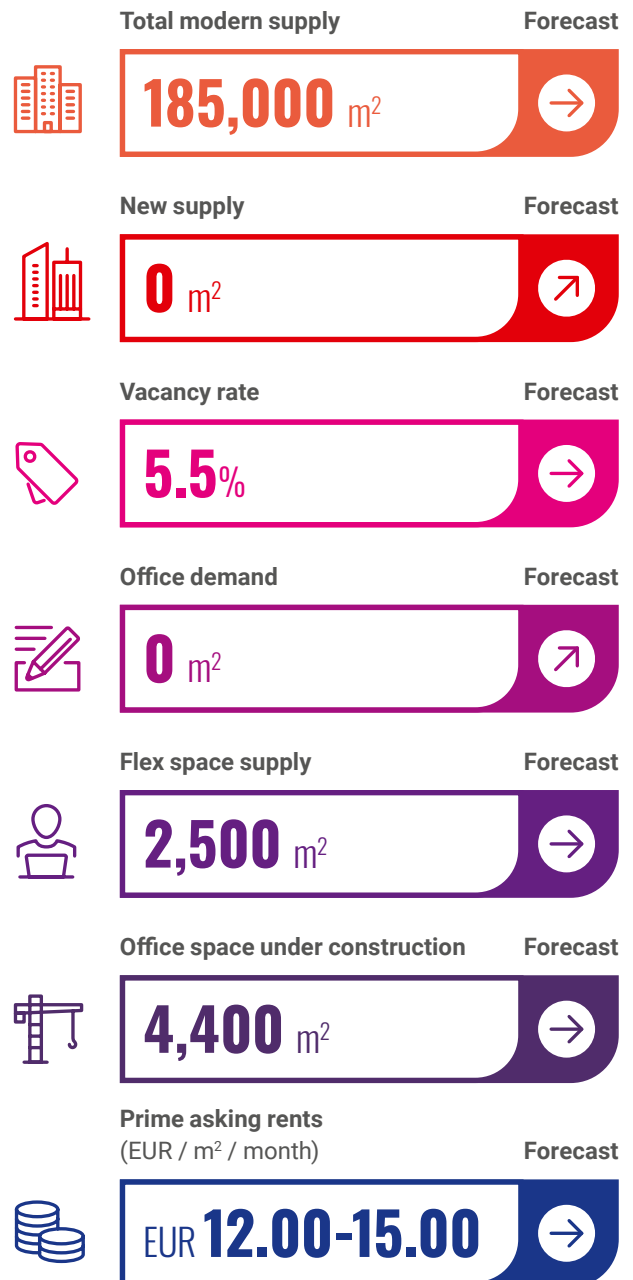 Total modern supply Forecast
185,000 m²
New supply Forecast
0 m²
Vacancy rate Forecast
5.5%
Office demand Forecast
0 m²
Flex space supply Forecast
2,500 m²
Office space under construction Forecast
4,400 m²
Prime asking rents
(EUR / m² / month) Forecast
EUR 12.00-15.00